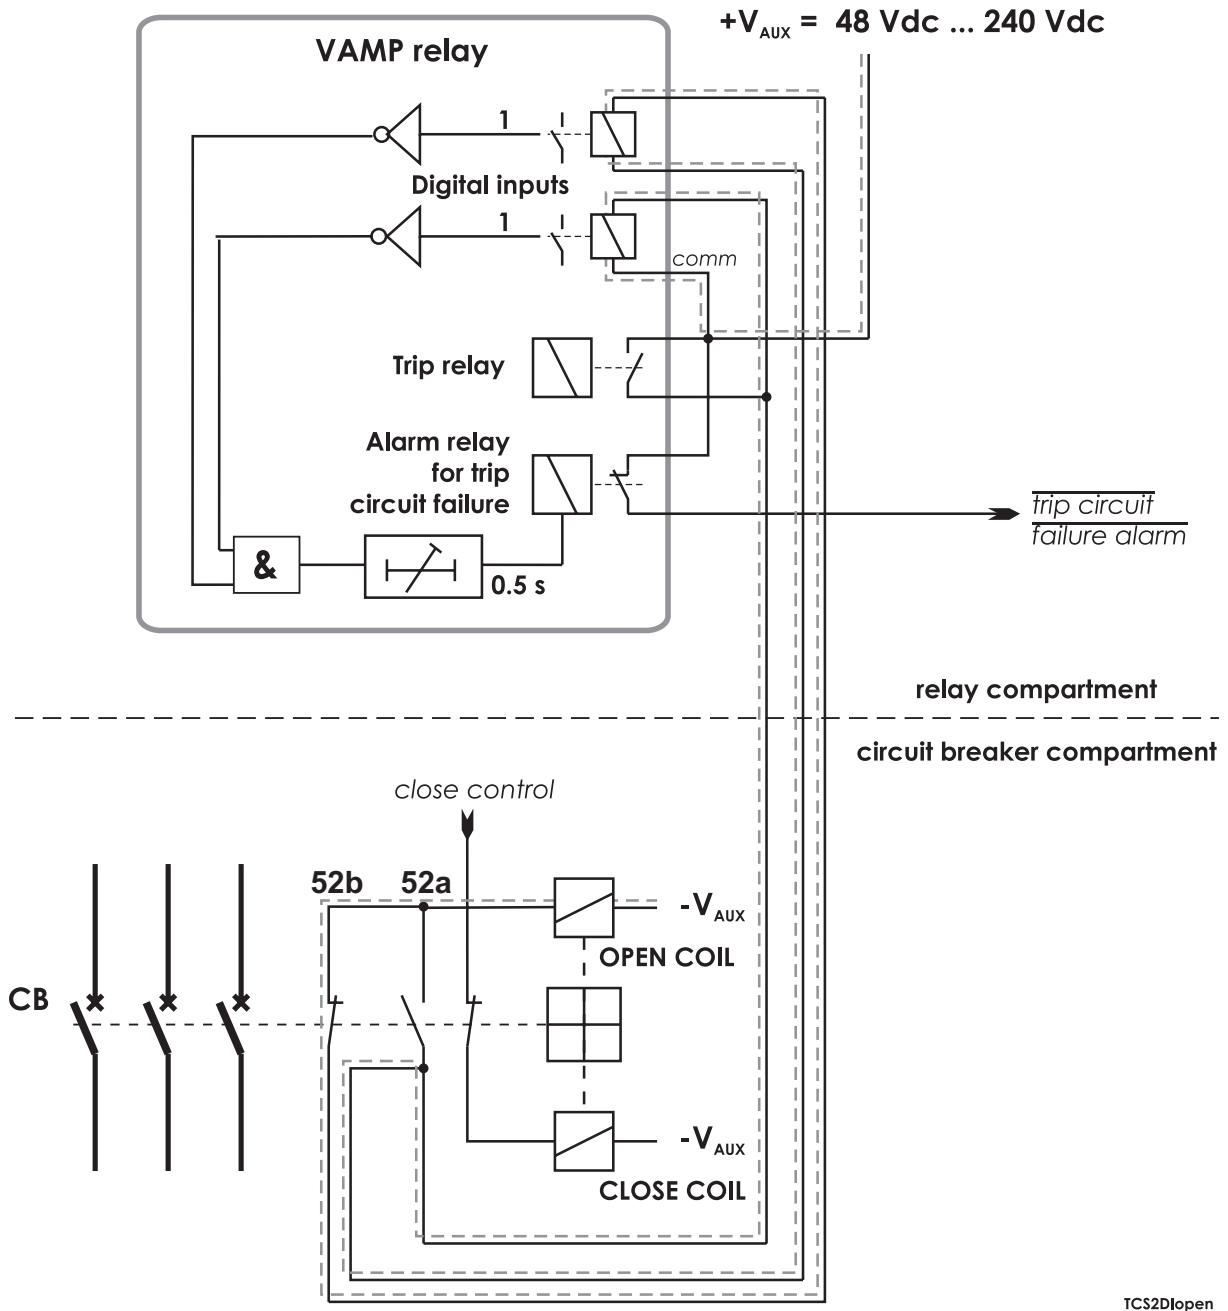 +VAUX = 48 Vdc ... 240 Vdc
VAMP relay
1
Digital inputs
1
comm
Trip relay
Alarm relay
for trip
circuit failure
trip circuit
failure alarm
&
0.5 s
relay compartment
circuit breaker compartment
close control
52b 52a
-VAUX
OPEN COIL
CB
-VAUX
CLOSE COIL
TCS2DIopen